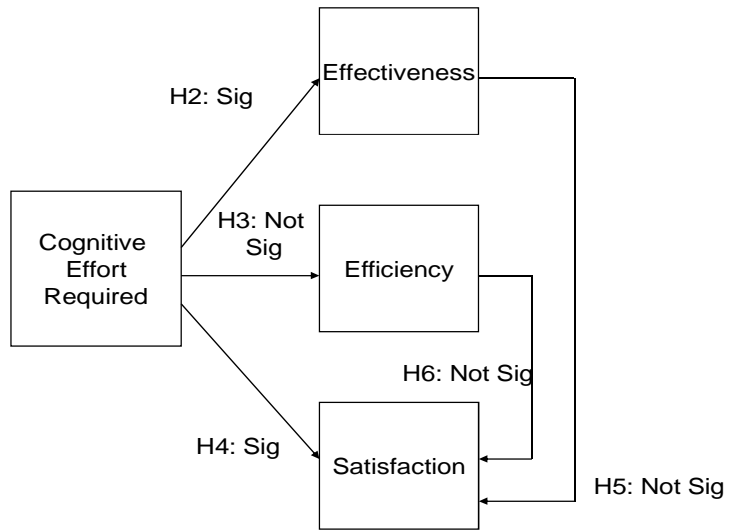 Effectiveness
H2: Sig
H3: Not
Sig
Cognitive
Effort
Required
Efficiency
H6: Not Sig
H4: Sig
Satisfaction
H5: Not Sig